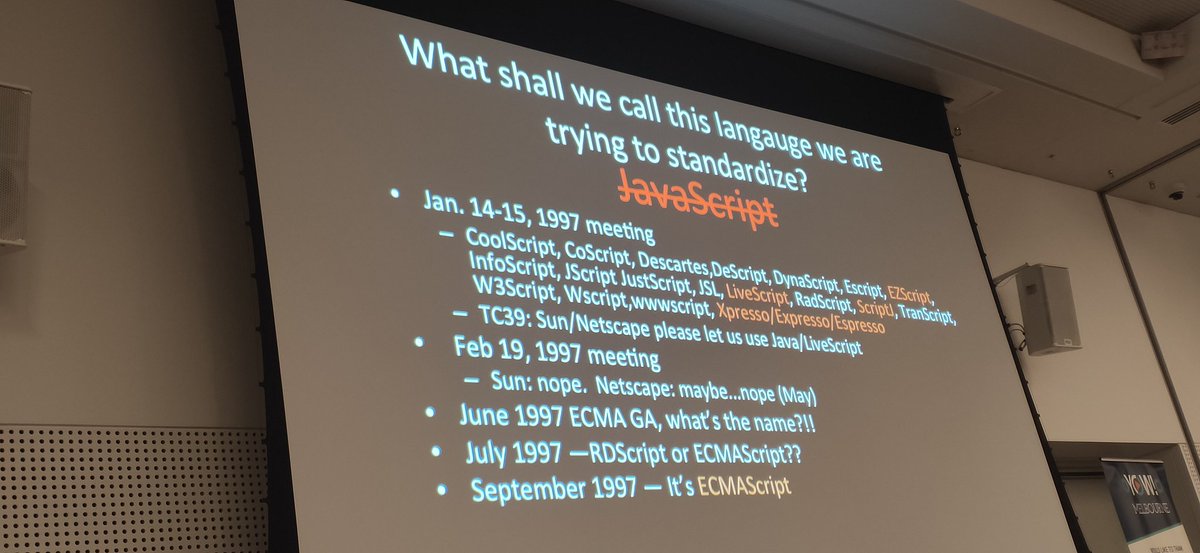 What shall we call this langauge we are
trying to standardize?
JavaScript
• Jan. 14-15, 1997 meeting
– CoolScript, CoScript, Descartes,DeScript, DynaScript, Escript, EZScript,
InfoScript, JScript JustScript, JSL, LiveScript, RadScript, ScriptJ, TranScript,
W3Script, Wscript,wwwscript, Xpresso/Expresso/Espresso
– TC39: Sun/Netscape please let us use Java/LiveScript
• Feb 19, 1997 meeting
– Sun: nope. Netscape: maybe...nope (May)
• June 1997 ECMA GA, what's the name?!!
• July 1997 —RDScript or ECMAScript??
• September 1997 — It's ECMAScript
YOW!
MELBOURNE